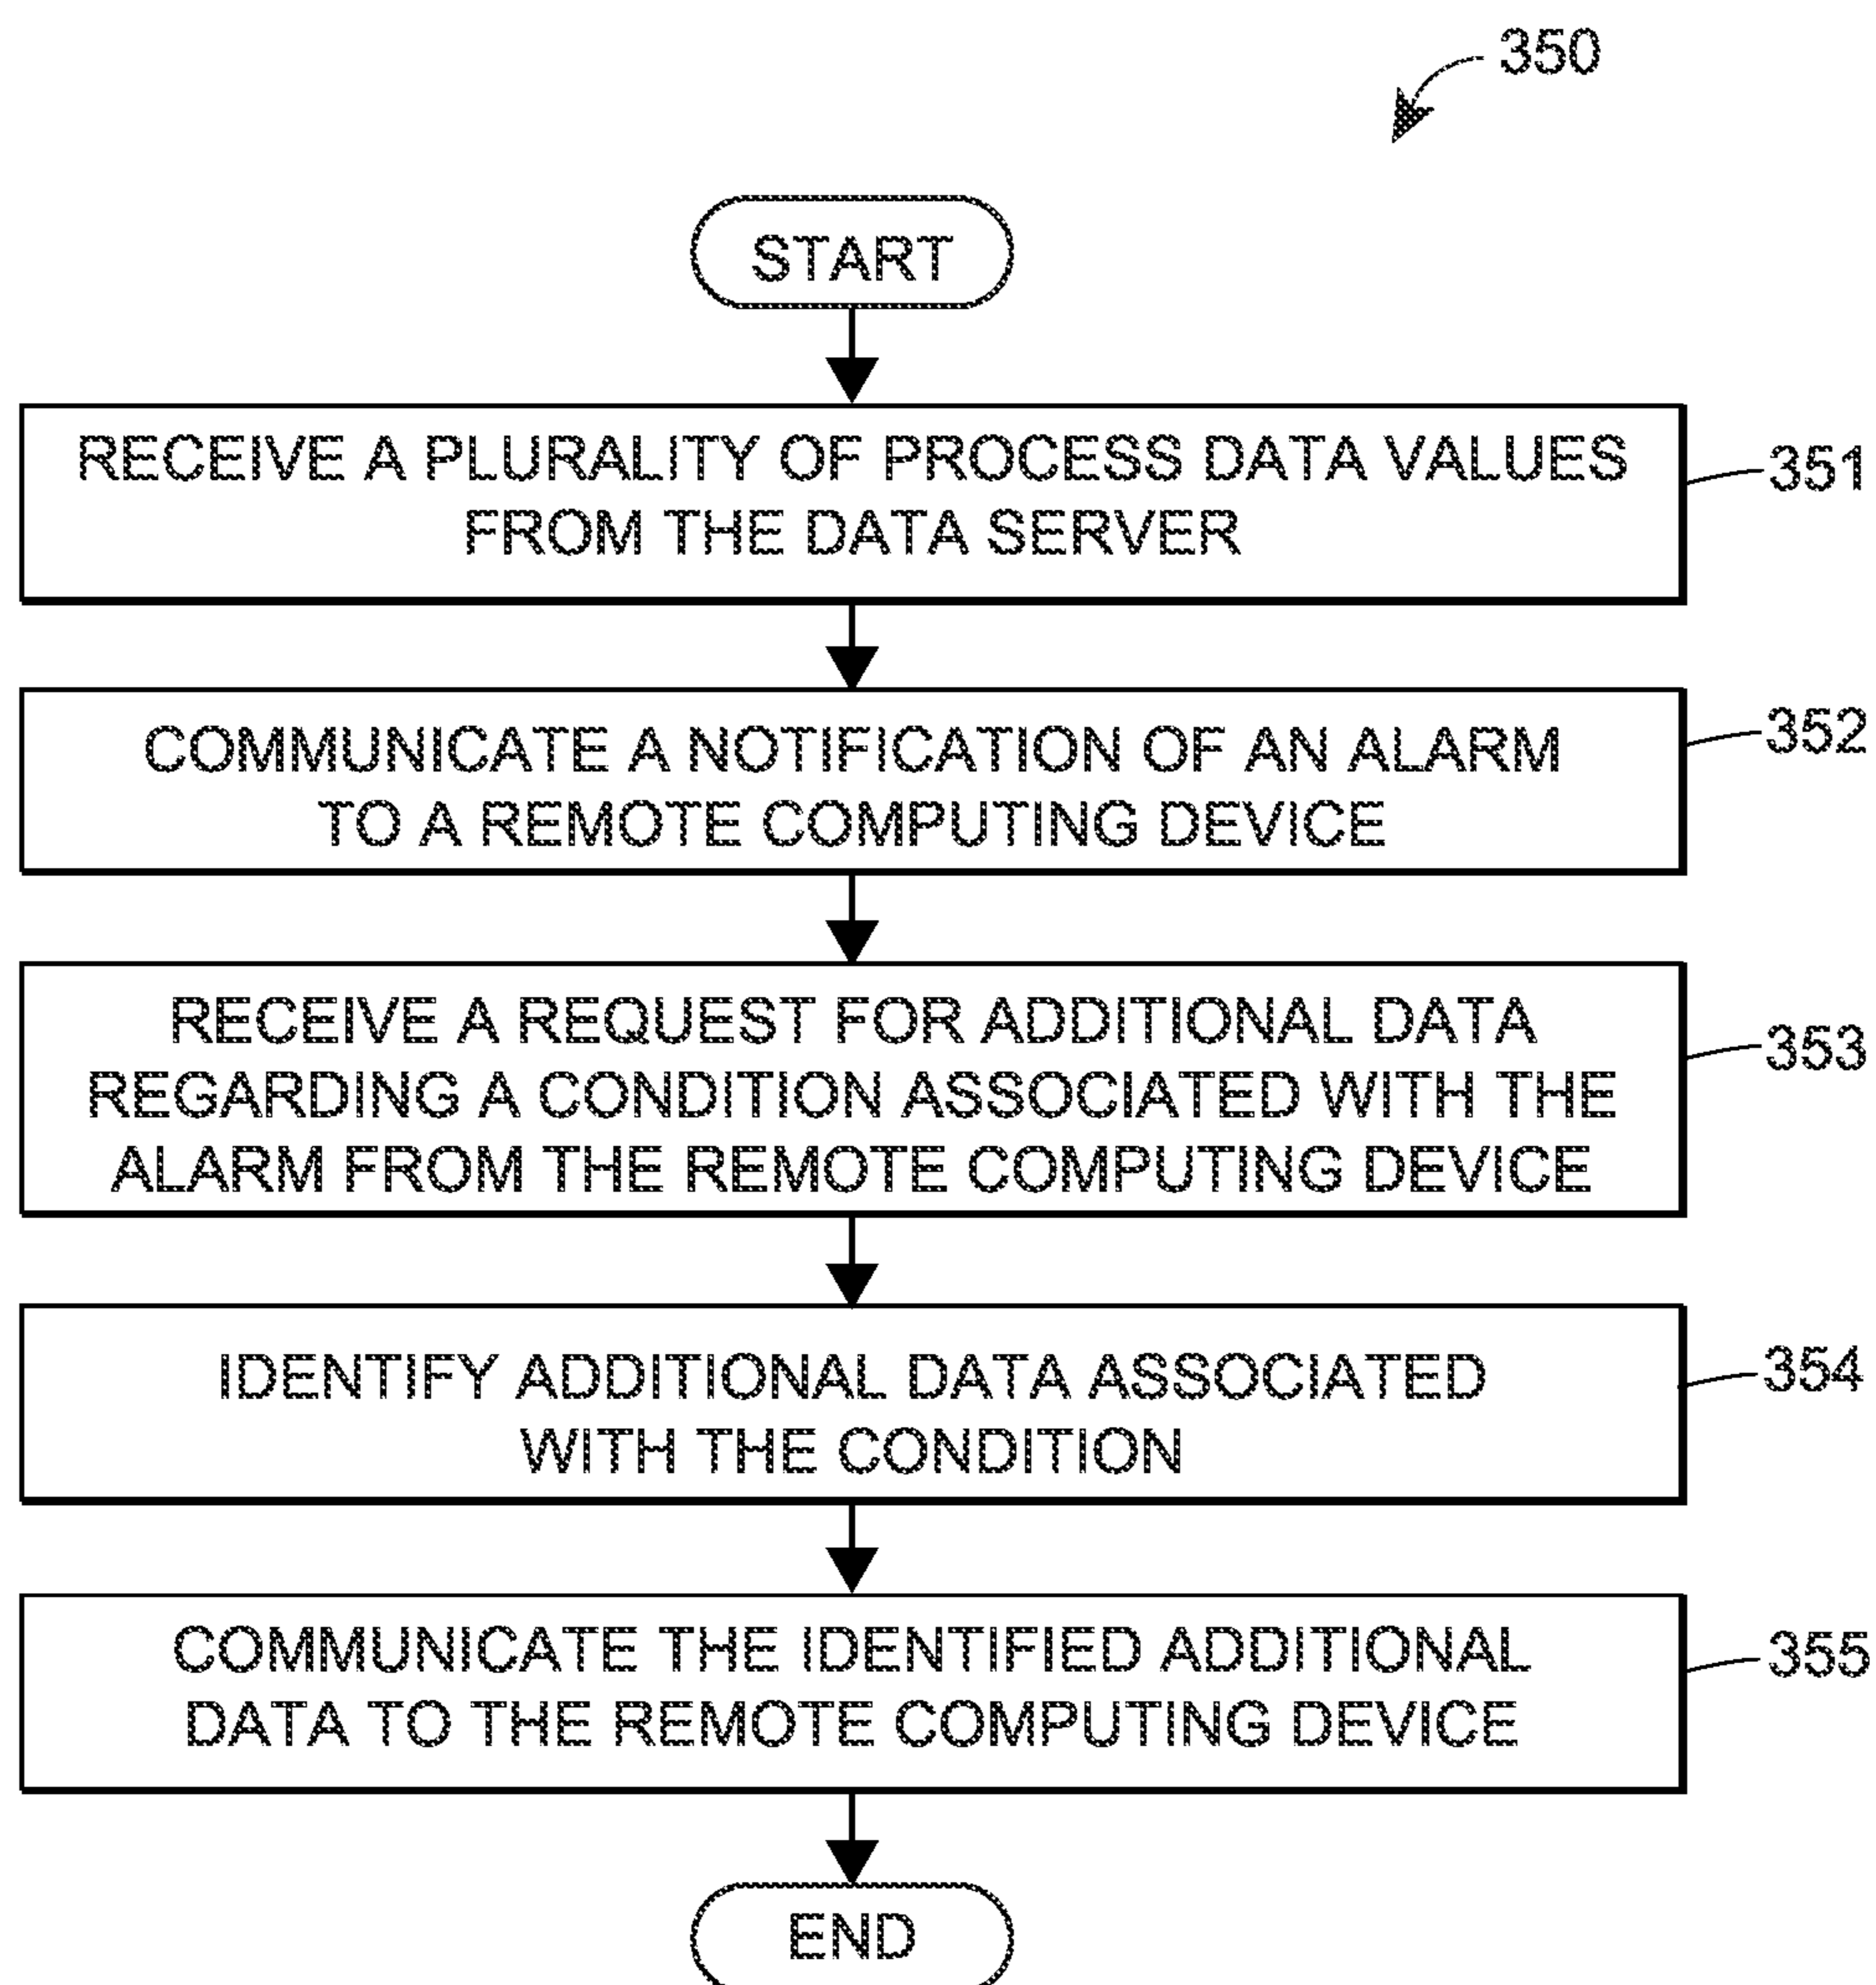 350
START
RECEIVE A PLURALITY OF PROCESS DATA VALUES
FROM THE DATA SERVER
351
COMMUNICATE A NOTIFICATION OF AN ALARM
TO A REMOTE COMPUTING DEVICE
352
RECEIVE A REQUEST FOR ADDITIONAL DATA
REGARDING A CONDITION ASSOCIATED WITH THE
ALARM FROM THE REMOTE COMPUTING DEVICE
353
IDENTIFY ADDITIONAL DATA ASSOCIATED
WITH THE CONDITION
354
COMMUNICATE THE IDENTIFIED ADDITIONAL
DATA TO THE REMOTE COMPUTING DEVICE
355
END